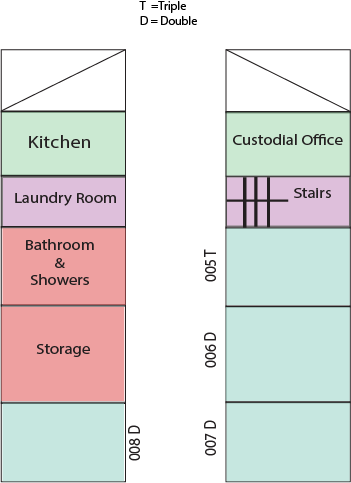 T =Triple
D = Double
Kitchen
Custodial Office
Laundry Room
Stairs
Bathroom
&
Showers
005 T
Storage
006 D
008 D
007 D